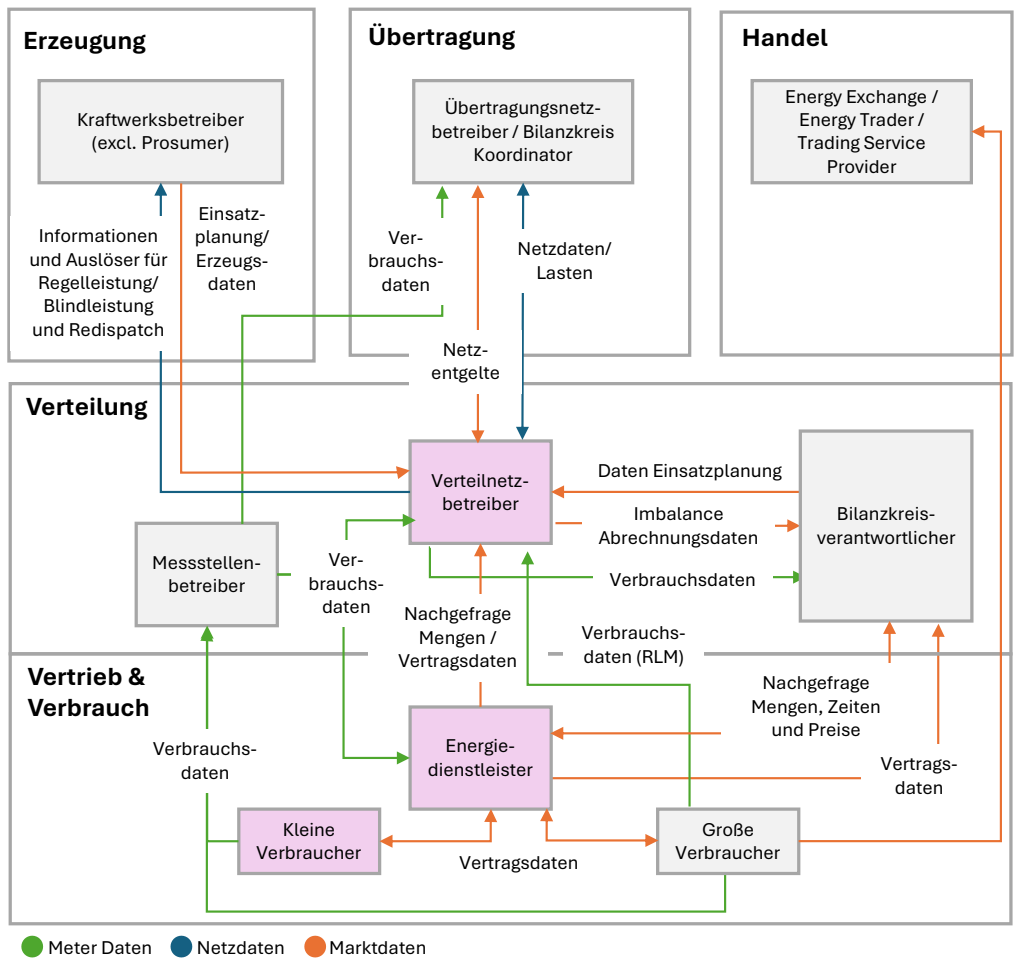 Erzeugung
Kraftwerksbetreiber
(excl. Prosumer)
Informationen
und Auslöser für
Regelleistung/
Blindleistung
und Redispatch
Einsatz-
planung/
Erzeugs-
daten
Übertragung
Übertragungsnetz-
betreiber / Bilanzkreis
Koordinator
Ver-
brauchs-
daten
Netzdaten/
Lasten
Netz-
entgelte
Handel
Energy Exchange /
Energy Trader /
Trading Service
Provider
Verteilung
Verteilnetz-
betreiber
Daten Einsatzplanung
Imbalance
Abrechnungsdaten
Verbrauchsdaten
Bilanzkreis-
verantwortlicher
Messstellen-
betreiber
Ver-
brauchs-
daten
Nachgefrage
Mengen /
Vertragsdaten
Verbrauchs-
daten (RLM)
Vertrieb &
Verbrauch
Nachgefrage
Mengen, Zeiten
und Preise
Verbrauchs-
daten
Energie-
dienstleister
Vertrags-
daten
Kleine
Verbraucher
Vertragsdaten
Große
Verbraucher
Meter Daten
Netzdaten
Marktdaten